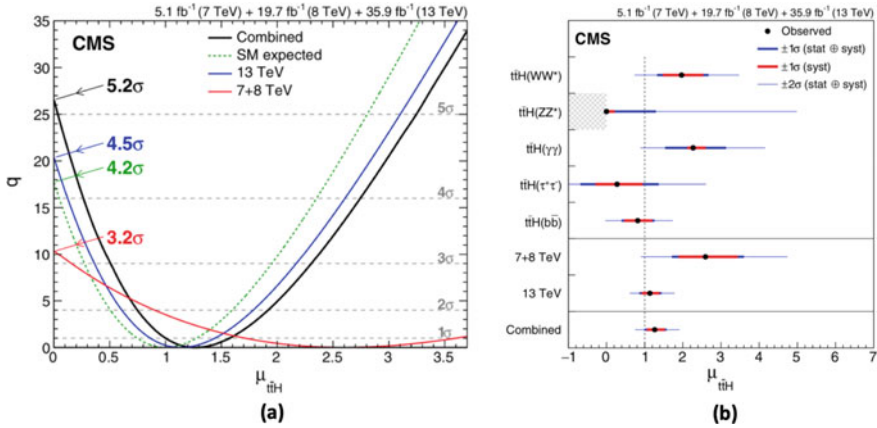 5.1 fb⁻¹ (7 TeV) + 19.7 fb⁻¹ (8 TeV) + 35.9 fb⁻¹ (13 TeV)
CMS
Combined
SM expected
13 TeV
7+8 TeV
5.2σ
4.5σ
4.2σ
3.2σ
5σ
4σ
3σ
2σ
1σ
q
35
30
25
20
15
10
5
0
0 0.5 1 1.5 2 2.5 3 3.5
μ tt̄H
(a)
5.1 fb⁻¹ (7 TeV) + 19.7 fb⁻¹ (8 TeV) + 35.9 fb⁻¹ (13 TeV)
CMS
Observed
±1σ (stat ⊕ syst)
±1σ (syst)
±2σ (stat ⊕ syst)
tt̄H(WW*)
tt̄H(ZZ*)
tt̄H(γγ)
tt̄H(τ⁺τ⁻)
tt̄H(bb̄)
7+8 TeV
13 TeV
Combined
−1 0 1 2 3 4 5 6 7
μ tt̄H
(b)